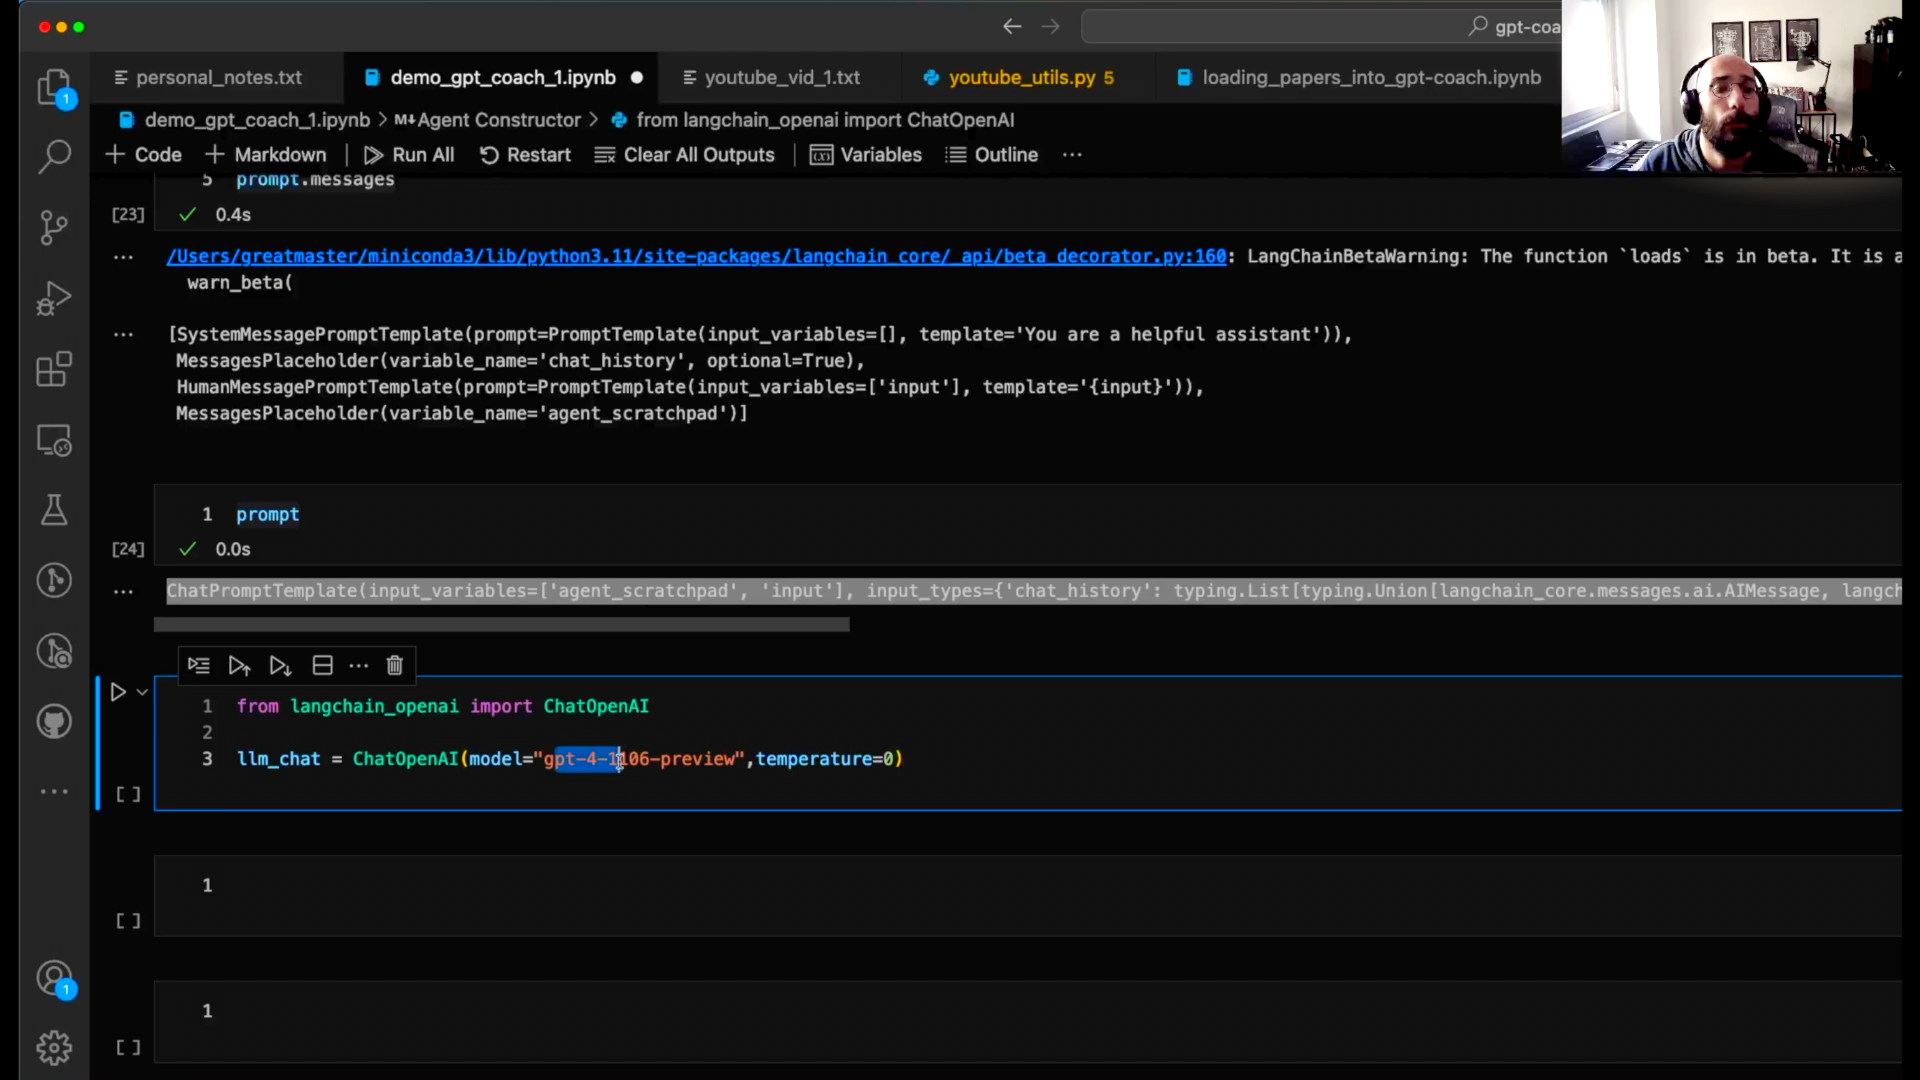 gpt-coa
personal_notes.txt
demo_gpt_coach_1.ipynb
youtube_vid_1.txt
youtube_utils.py 5
loading_papers_into_gpt-coach.ipynb
demo_gpt_coach_1.ipynb > M↓Agent Constructor > from langchain_openai import ChatOpenAI
+ Code + Markdown | Run All Restart Clear All Outputs | Variables Outline ...
5 prompt.messages
[23] ✓ 0.4s
... /Users/greatmaster/miniconda3/lib/python3.11/site-packages/langchain_core/_api/beta_decorator.py:160: LangChainBetaWarning: The function `loads` is in beta. It is a
warn_beta(
... [SystemMessagePromptTemplate(prompt=PromptTemplate(input_variables=[], template='You are a helpful assistant')),
MessagesPlaceholder(variable_name='chat_history', optional=True),
HumanMessagePromptTemplate(prompt=PromptTemplate(input_variables=['input'], template='{input}')),
MessagesPlaceholder(variable_name='agent_scratchpad')]
1 prompt
[24] ✓ 0.0s
... ChatPromptTemplate(input_variables=['agent_scratchpad', 'input'], input_types={'chat_history': typing.List[typing.Union[langchain_core.messages.ai.AIMessage, langch
1 from langchain_openai import ChatOpenAI
2
3 llm_chat = ChatOpenAI(model="gpt-4-1106-preview",temperature=0)
[ ]
1
[ ]
1
[ ]
1
1